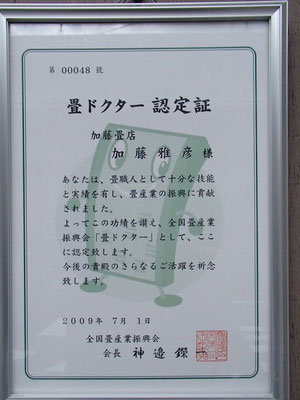 第 00048 號
畳ドクター 認定証
加藤畳店
加藤雅彦 様
あなたは、畳職人として十分な技能
と実績を有し、畳産業の振興に貢献
されました。
よってこの功績を讃え、全国畳産業
振興会「畳ドクター」として、ここ
に認定致します。
今後の貴殿のさらなるご活躍を祈念
致します。
2009年 7月 1日
全国畳産業振興会
会長 神邉鏿一